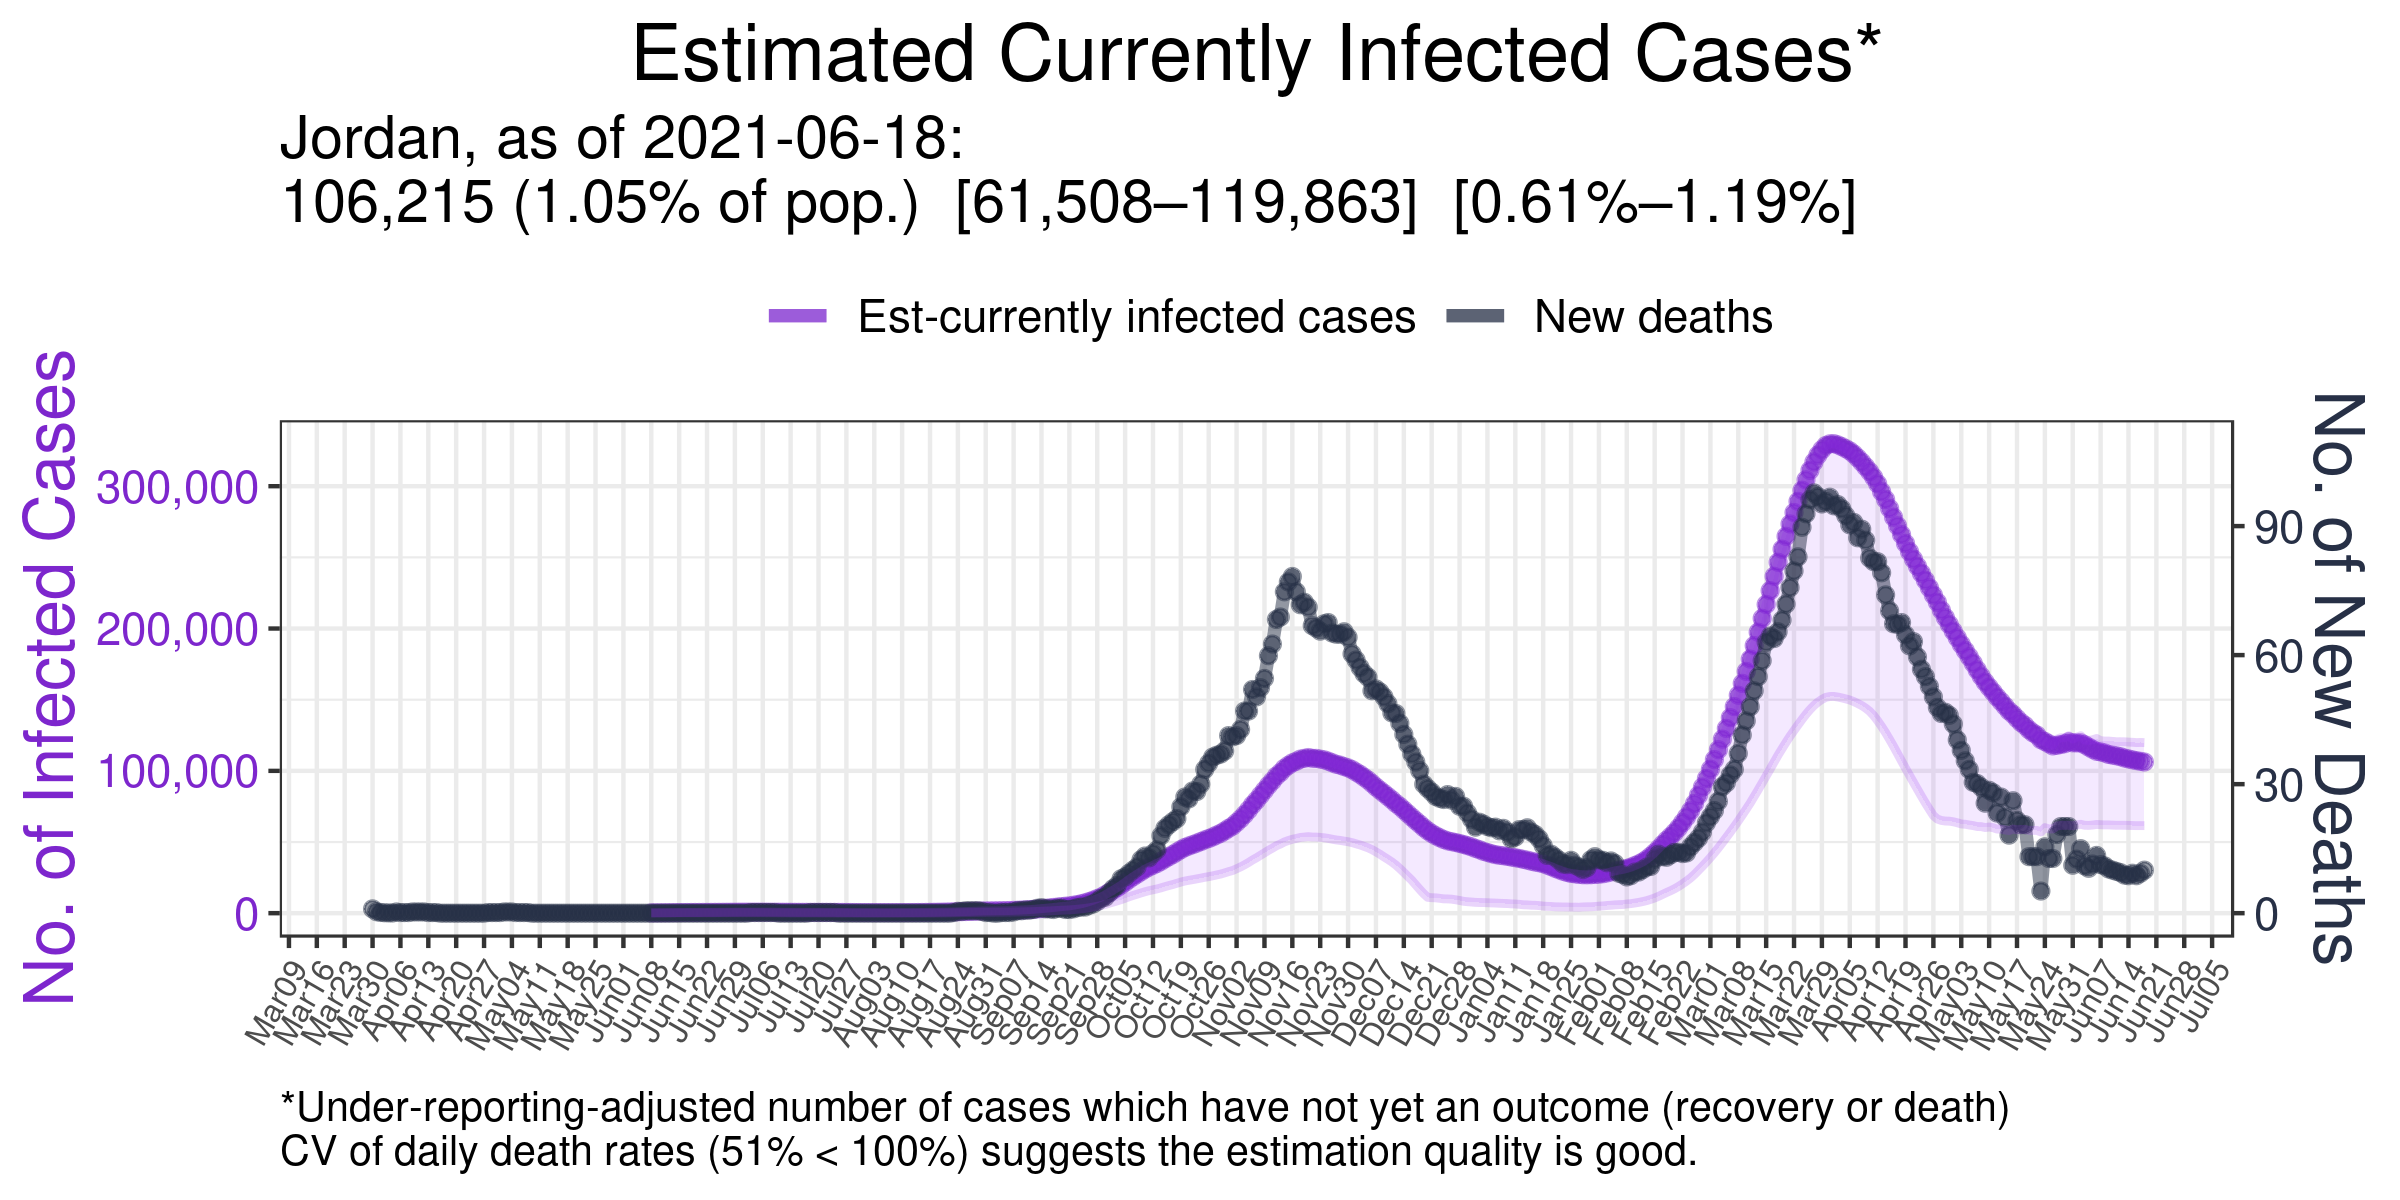 Estimated Currently Infected Cases*
Jordan, as of 2021-06-18:
106,215 (1.05% of pop.)  [61,508–119,863]  [0.61%–1.19%]
Est-currently infected cases
New deaths
No. of Infected Cases
300,000
200,000
100,000
0
No. of New Deaths
90
60
30
0
Mar09
Mar16
Mar23
Mar30
Apr06
Apr13
Apr20
Apr27
May04
May11
May18
May25
Jun01
Jun08
Jun15
Jun22
Jun29
Jul06
Jul13
Jul20
Jul27
Aug03
Aug10
Aug17
Aug24
Aug31
Sep07
Sep14
Sep21
Sep28
Oct05
Oct12
Oct19
Oct26
Nov02
Nov09
Nov16
Nov23
Nov30
Dec07
Dec14
Dec21
Dec28
Jan04
Jan11
Jan18
Jan25
Feb01
Feb08
Feb15
Feb22
Mar01
Mar08
Mar15
Mar22
Mar29
Apr05
Apr12
Apr19
Apr26
May03
May10
May17
May24
May31
Jun07
Jun14
Jun21
Jun28
Jul05
*Under-reporting-adjusted number of cases which have not yet an outcome (recovery or death)
CV of daily death rates (51% < 100%) suggests the estimation quality is good.